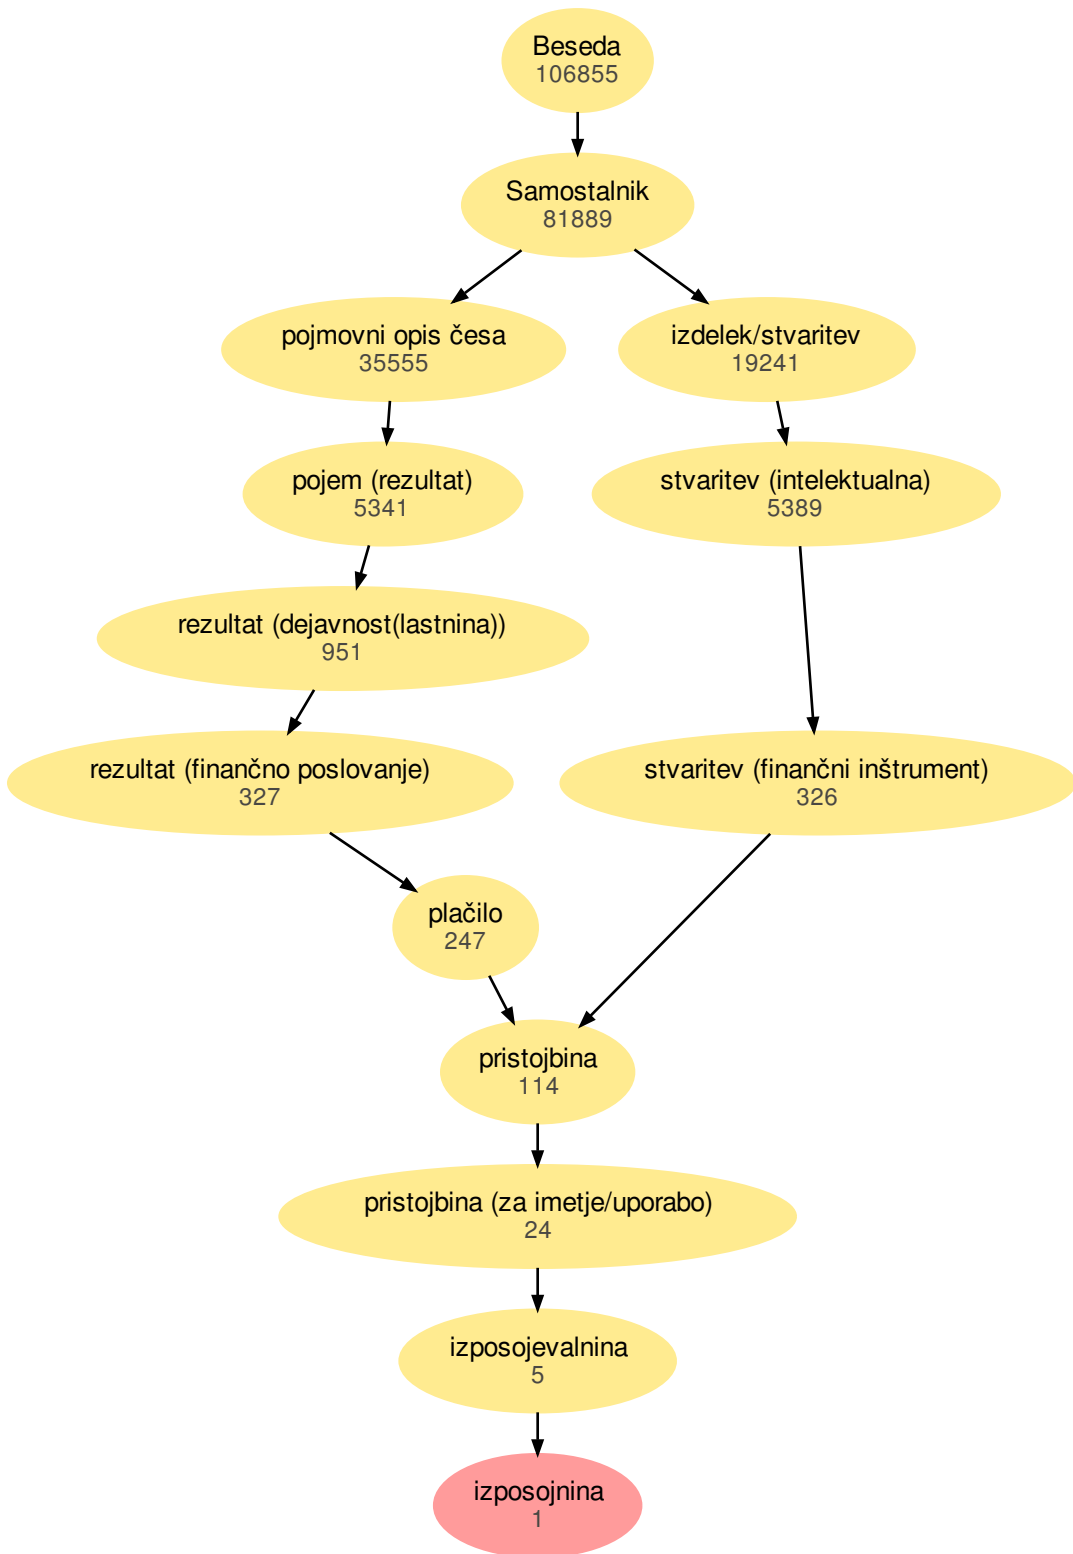 Beseda
106855
Samostalnik
81889
pojmovni opis česa
35555
izdelek/stvaritev
19241
pojem (rezultat)
5341
stvaritev (intelektualna)
5389
rezultat (dejavnost(lastnina))
951
rezultat (finančno poslovanje)
327
stvaritev (finančni inštrument)
326
plačilo
247
pristojbina
114
pristojbina (za imetje/uporabo)
24
izposojevalnina
5
izposojnina
1